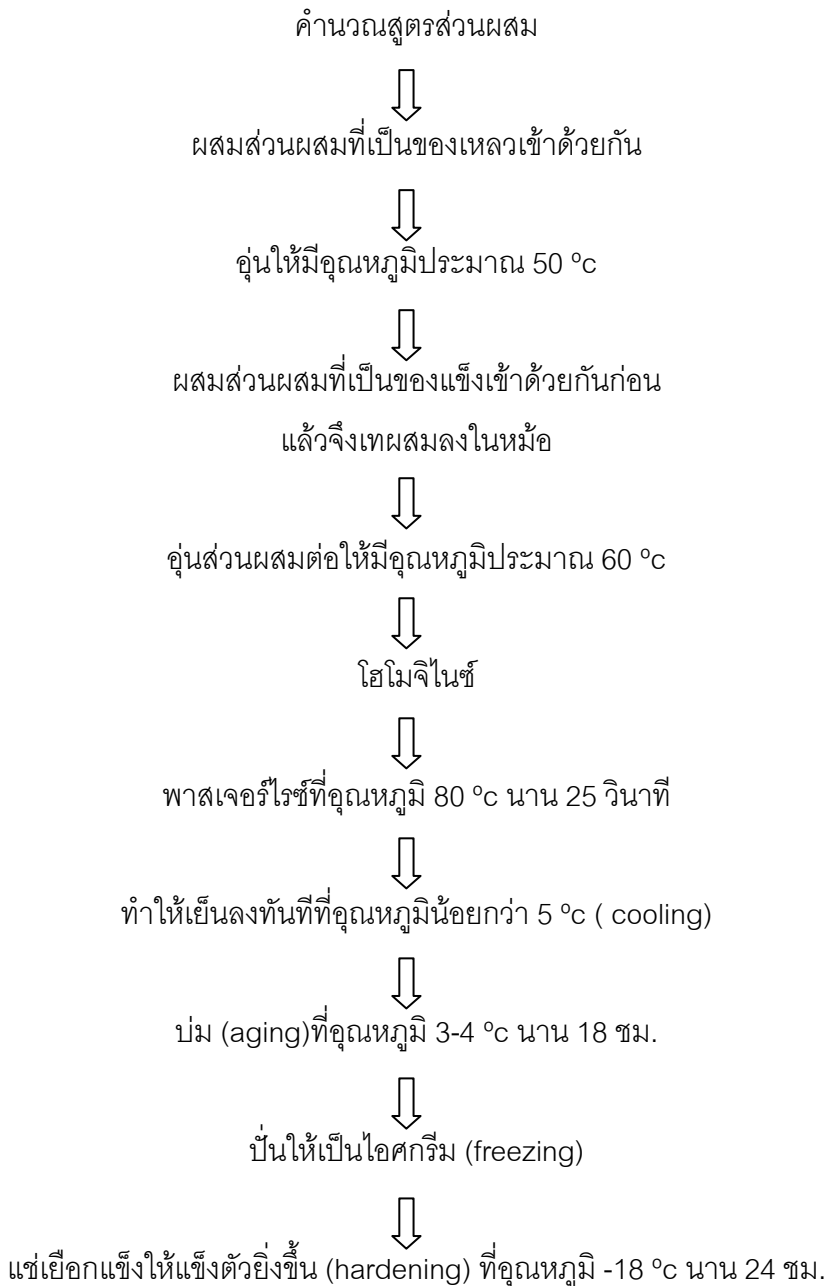 คำนวณสูตรส่วนผสม
ผสมส่วนผสมที่เป็นของเหลวเข้าด้วยกัน
อุ่นให้มีอุณหภูมิประมาณ 50 ºc
ผสมส่วนผสมที่เป็นของแข็งเข้าด้วยกันก่อน
แล้วจึงเทผสมลงในหม้อ
อุ่นส่วนผสมต่อให้มีอุณหภูมิประมาณ 60 ºc
โฮโมจิไนซ์
พาสเจอร์ไรซ์ที่อุณหภูมิ 80 ºc นาน 25 วินาที
ทำให้เย็นลงทันทีที่อุณหภูมิน้อยกว่า 5 ºc ( cooling)
บ่ม (aging)ที่อุณหภูมิ 3-4 ºc นาน 18 ชม.
ปั่นให้เป็นไอศกรีม (freezing)
แช่เยือกแข็งให้แข็งตัวยิ่งขึ้น (hardening) ที่อุณหภูมิ -18 ºc นาน 24 ชม.